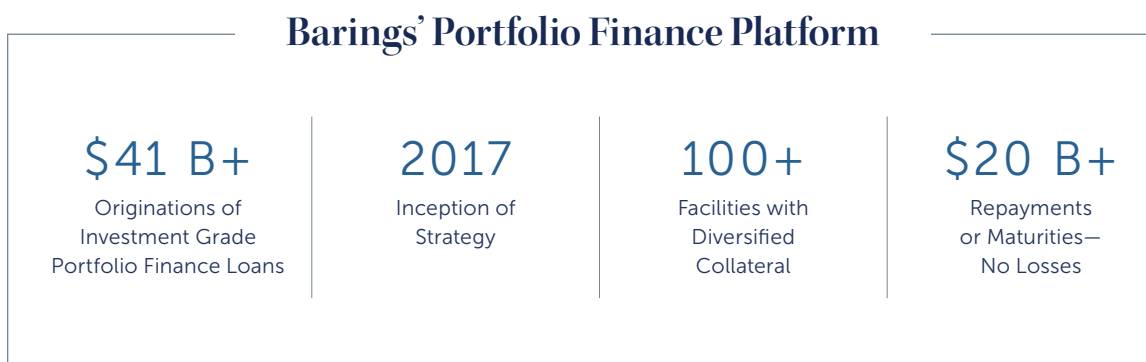 Barings’ Portfolio Finance Platform
$41 B+
Originations of
Investment Grade
Portfolio Finance Loans
2017
Inception of
Strategy
100+
Facilities with
Diversified
Collateral
$20 B+
Repayments
or Maturities—
No Losses